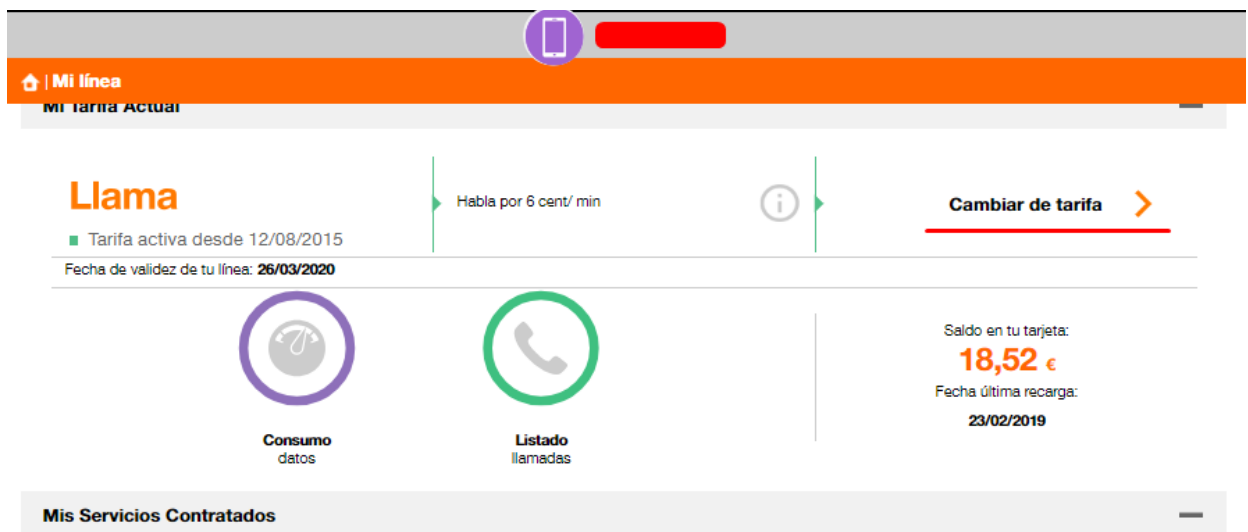 | Mi línea
Mi Tarifa Actual
Llama
Tarifa activa desde 12/08/2015
Habla por 6 cent/ min
Cambiar de tarifa
Fecha de validez de tu línea: 26/03/2020
Consumo
datos
Listado
llamadas
Saldo en tu tarjeta:
18,52 €
Fecha última recarga:
23/02/2019
Mis Servicios Contratados